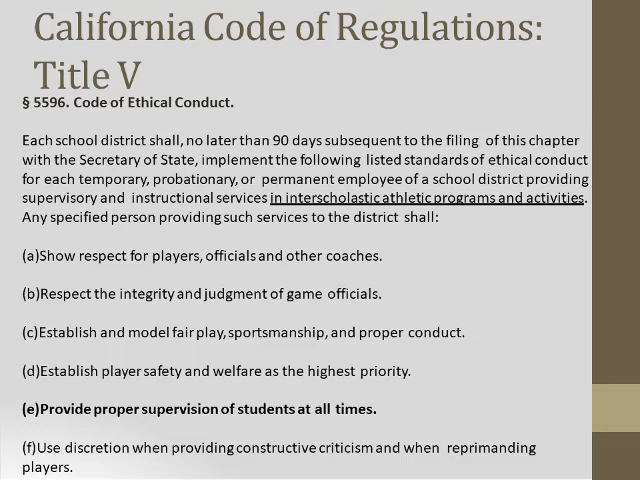 California Code of Regulations:
Title V
§ 5596. Code of Ethical Conduct.
Each school district shall, no later than 90 days subsequent to the filing of this chapter
with the Secretary of State, implement the following listed standards of ethical conduct
for each temporary, probationary, or permanent employee of a school district providing
supervisory and instructional services in interscholastic athletic programs and activities.
Any specified person providing such services to the district shall:
(a)Show respect for players, officials and other coaches.
(b)Respect the integrity and judgment of game officials.
(c)Establish and model fair play, sportsmanship, and proper conduct.
(d)Establish player safety and welfare as the highest priority.
(e)Provide proper supervision of students at all times.
(f)Use discretion when providing constructive criticism and when reprimanding
players.